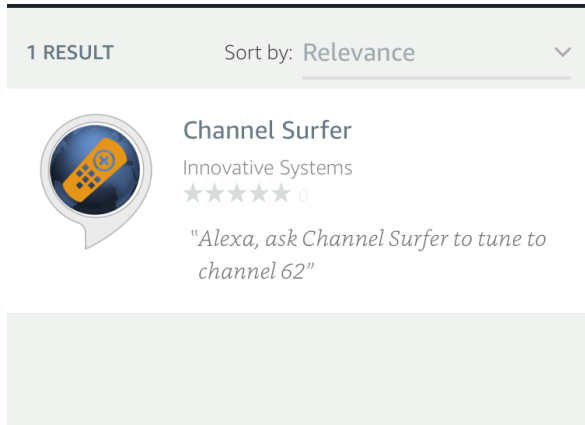 1 RESULT Sort by: Relevance
Channel Surfer
Innovative Systems
0
"Alexa, ask Channel Surfer to tune to
channel 62"